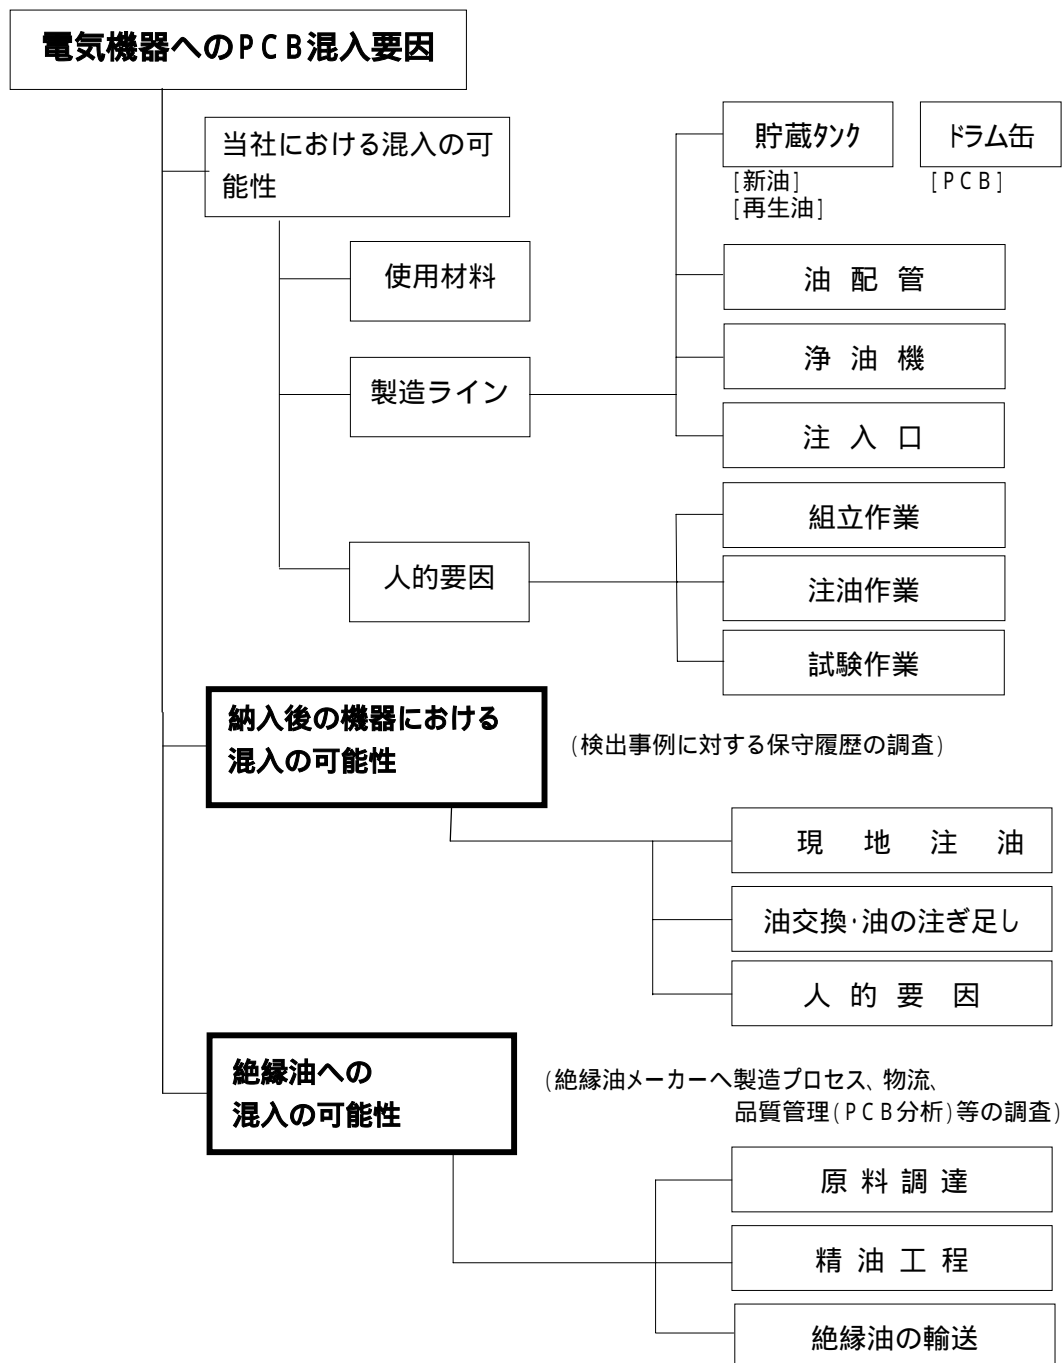 電気機器へのPCB混入要因
当社における混入の可
能性
貯蔵タンク
ドラム缶
[新油]
[再生油]
[PCB]
使用材料
油配管
浄油機
製造ライン
注入口
組立作業
人的要因
注油作業
試験作業
納入後の機器における
混入の可能性
(検出事例に対する保守履歴の調査)
現地注油
油交換・油の注ぎ足し
人的要因
絶縁油への
混入の可能性
(絶縁油メーカーへ製造プロセス、物流、
品質管理(PCB分析)等の調査)
原料調達
精油工程
絶縁油の輸送